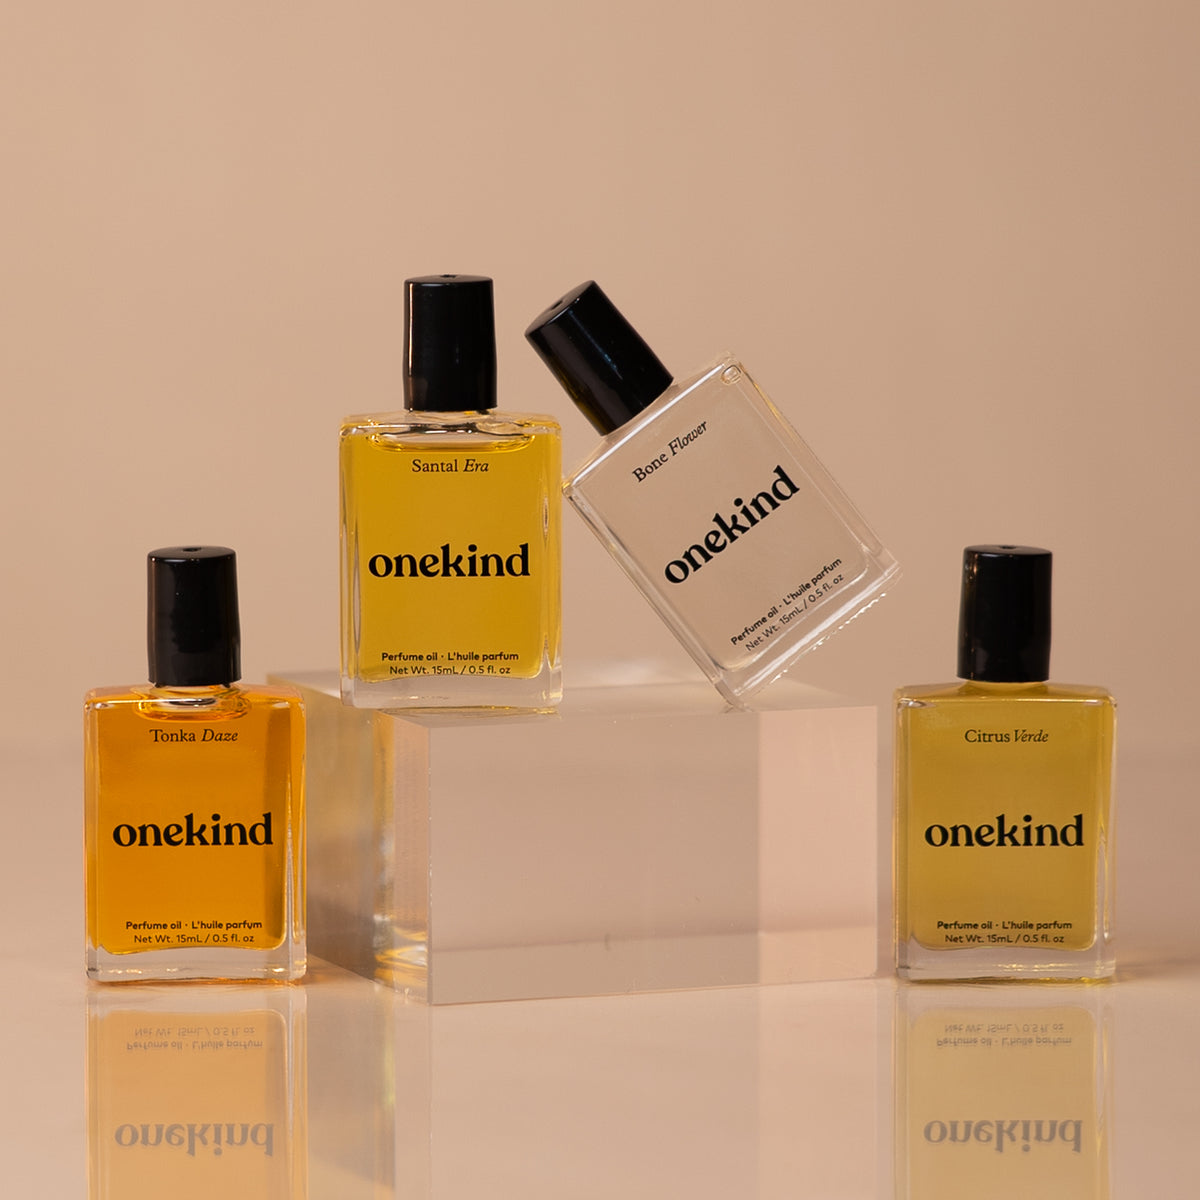 Santal Era
onekind
Perfume oil · L'huile parfum
Net Wt. 15mL / 0.5 fl. oz
Bone Flower
onekind
Perfume oil · L'huile parfum
Net Wt. 15mL / 0.5 fl. oz
Tonka Daze
onekind
Perfume oil · L'huile parfum
Net Wt. 15mL / 0.5 fl. oz
Citrus Verde
onekind
Perfume oil · L'huile parfum
Net Wt. 15mL / 0.5 fl. oz